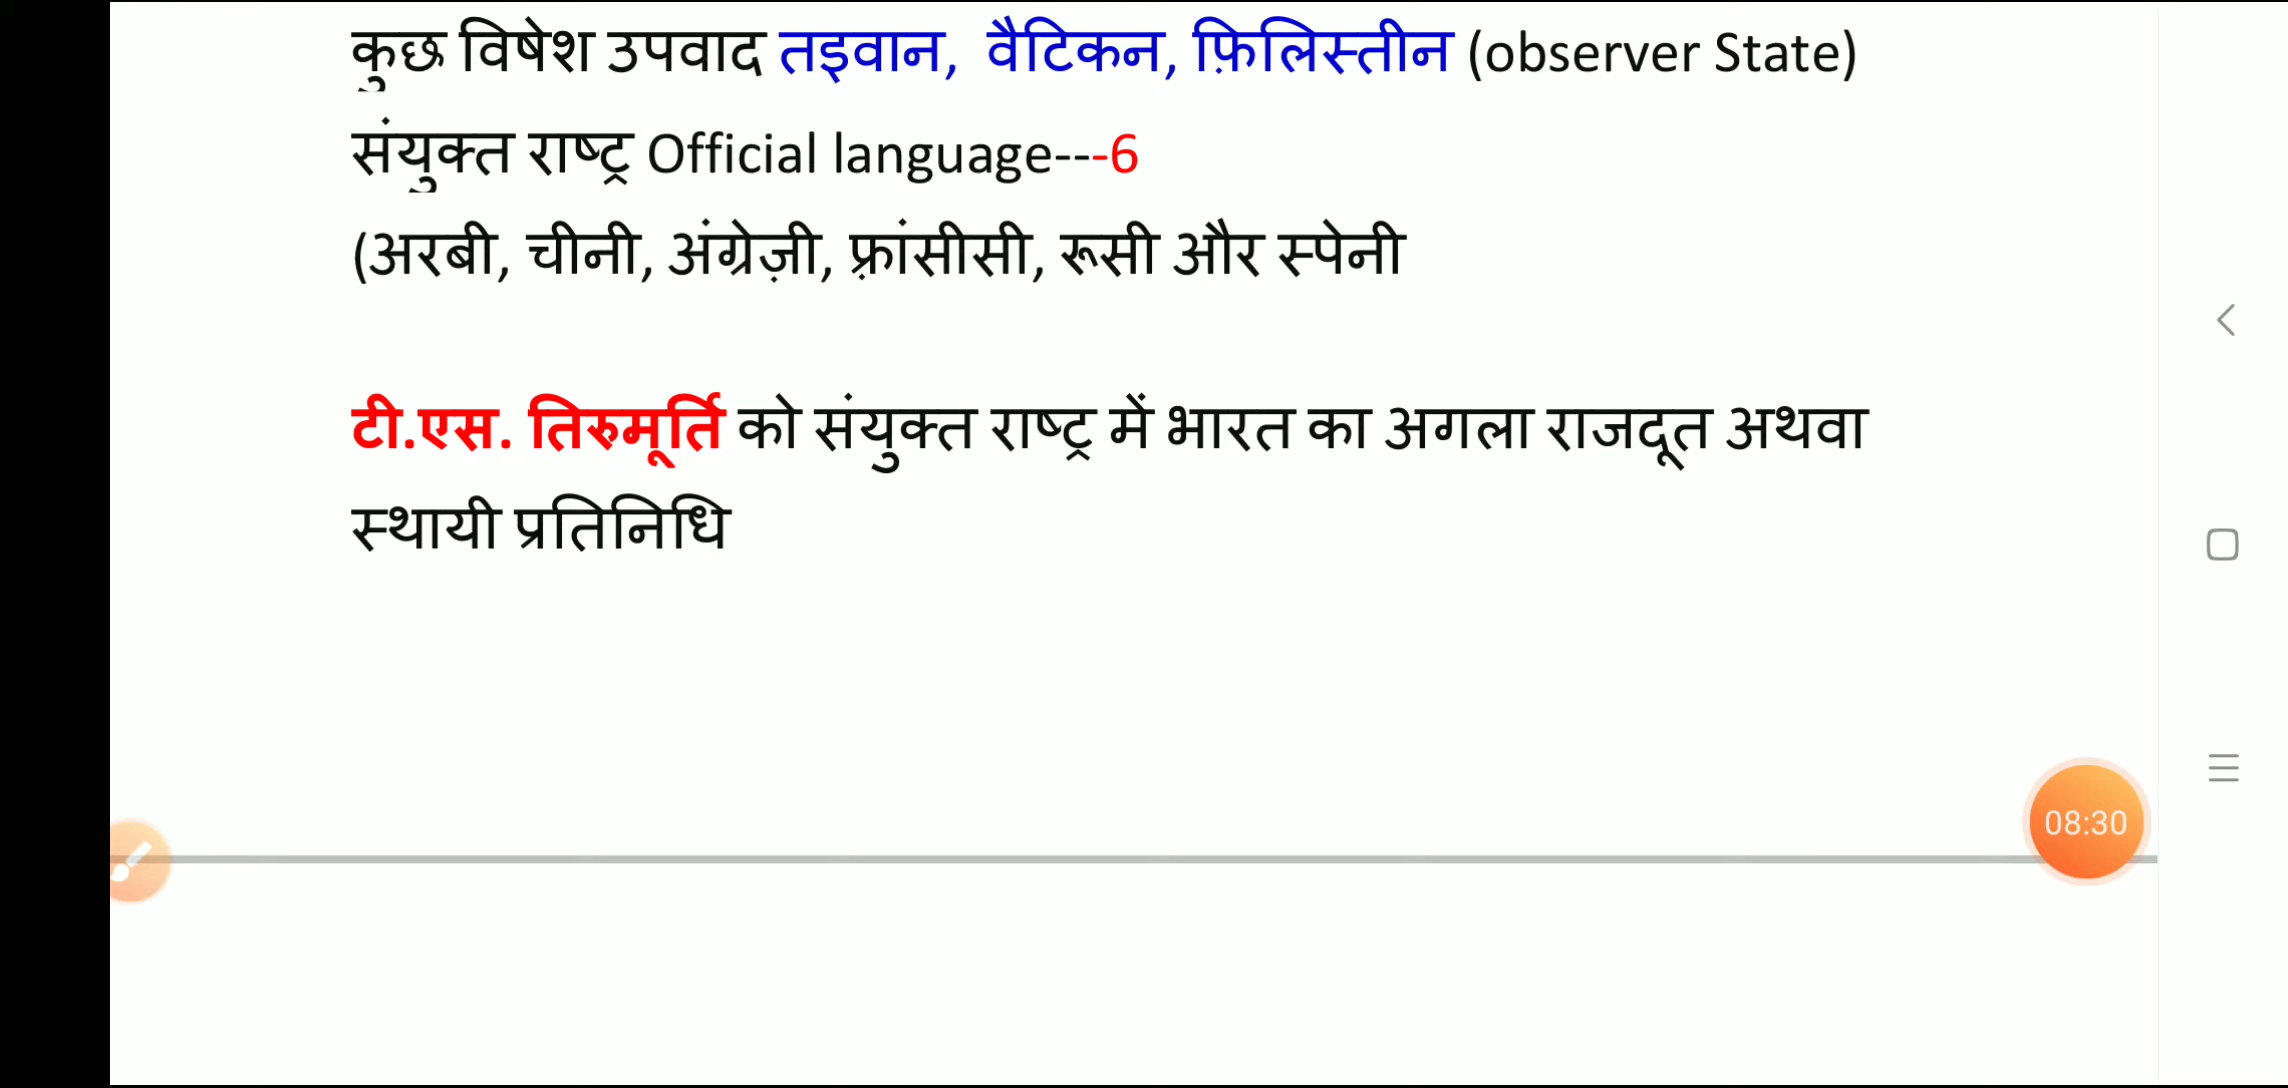 कुछ विषेश उपवाद तइवान, वैटिकन, फ़िलिस्तीन (observer State)
संयुक्त राष्ट्र Official language---6
(अरबी, चीनी, अंग्रेज़ी, फ़्रांसीसी, रूसी और स्पेनी
टी.एस. तिरुमूर्ति को संयुक्त राष्ट्र में भारत का अगला राजदूत अथवा
स्थायी प्रतिनिधि
08:30